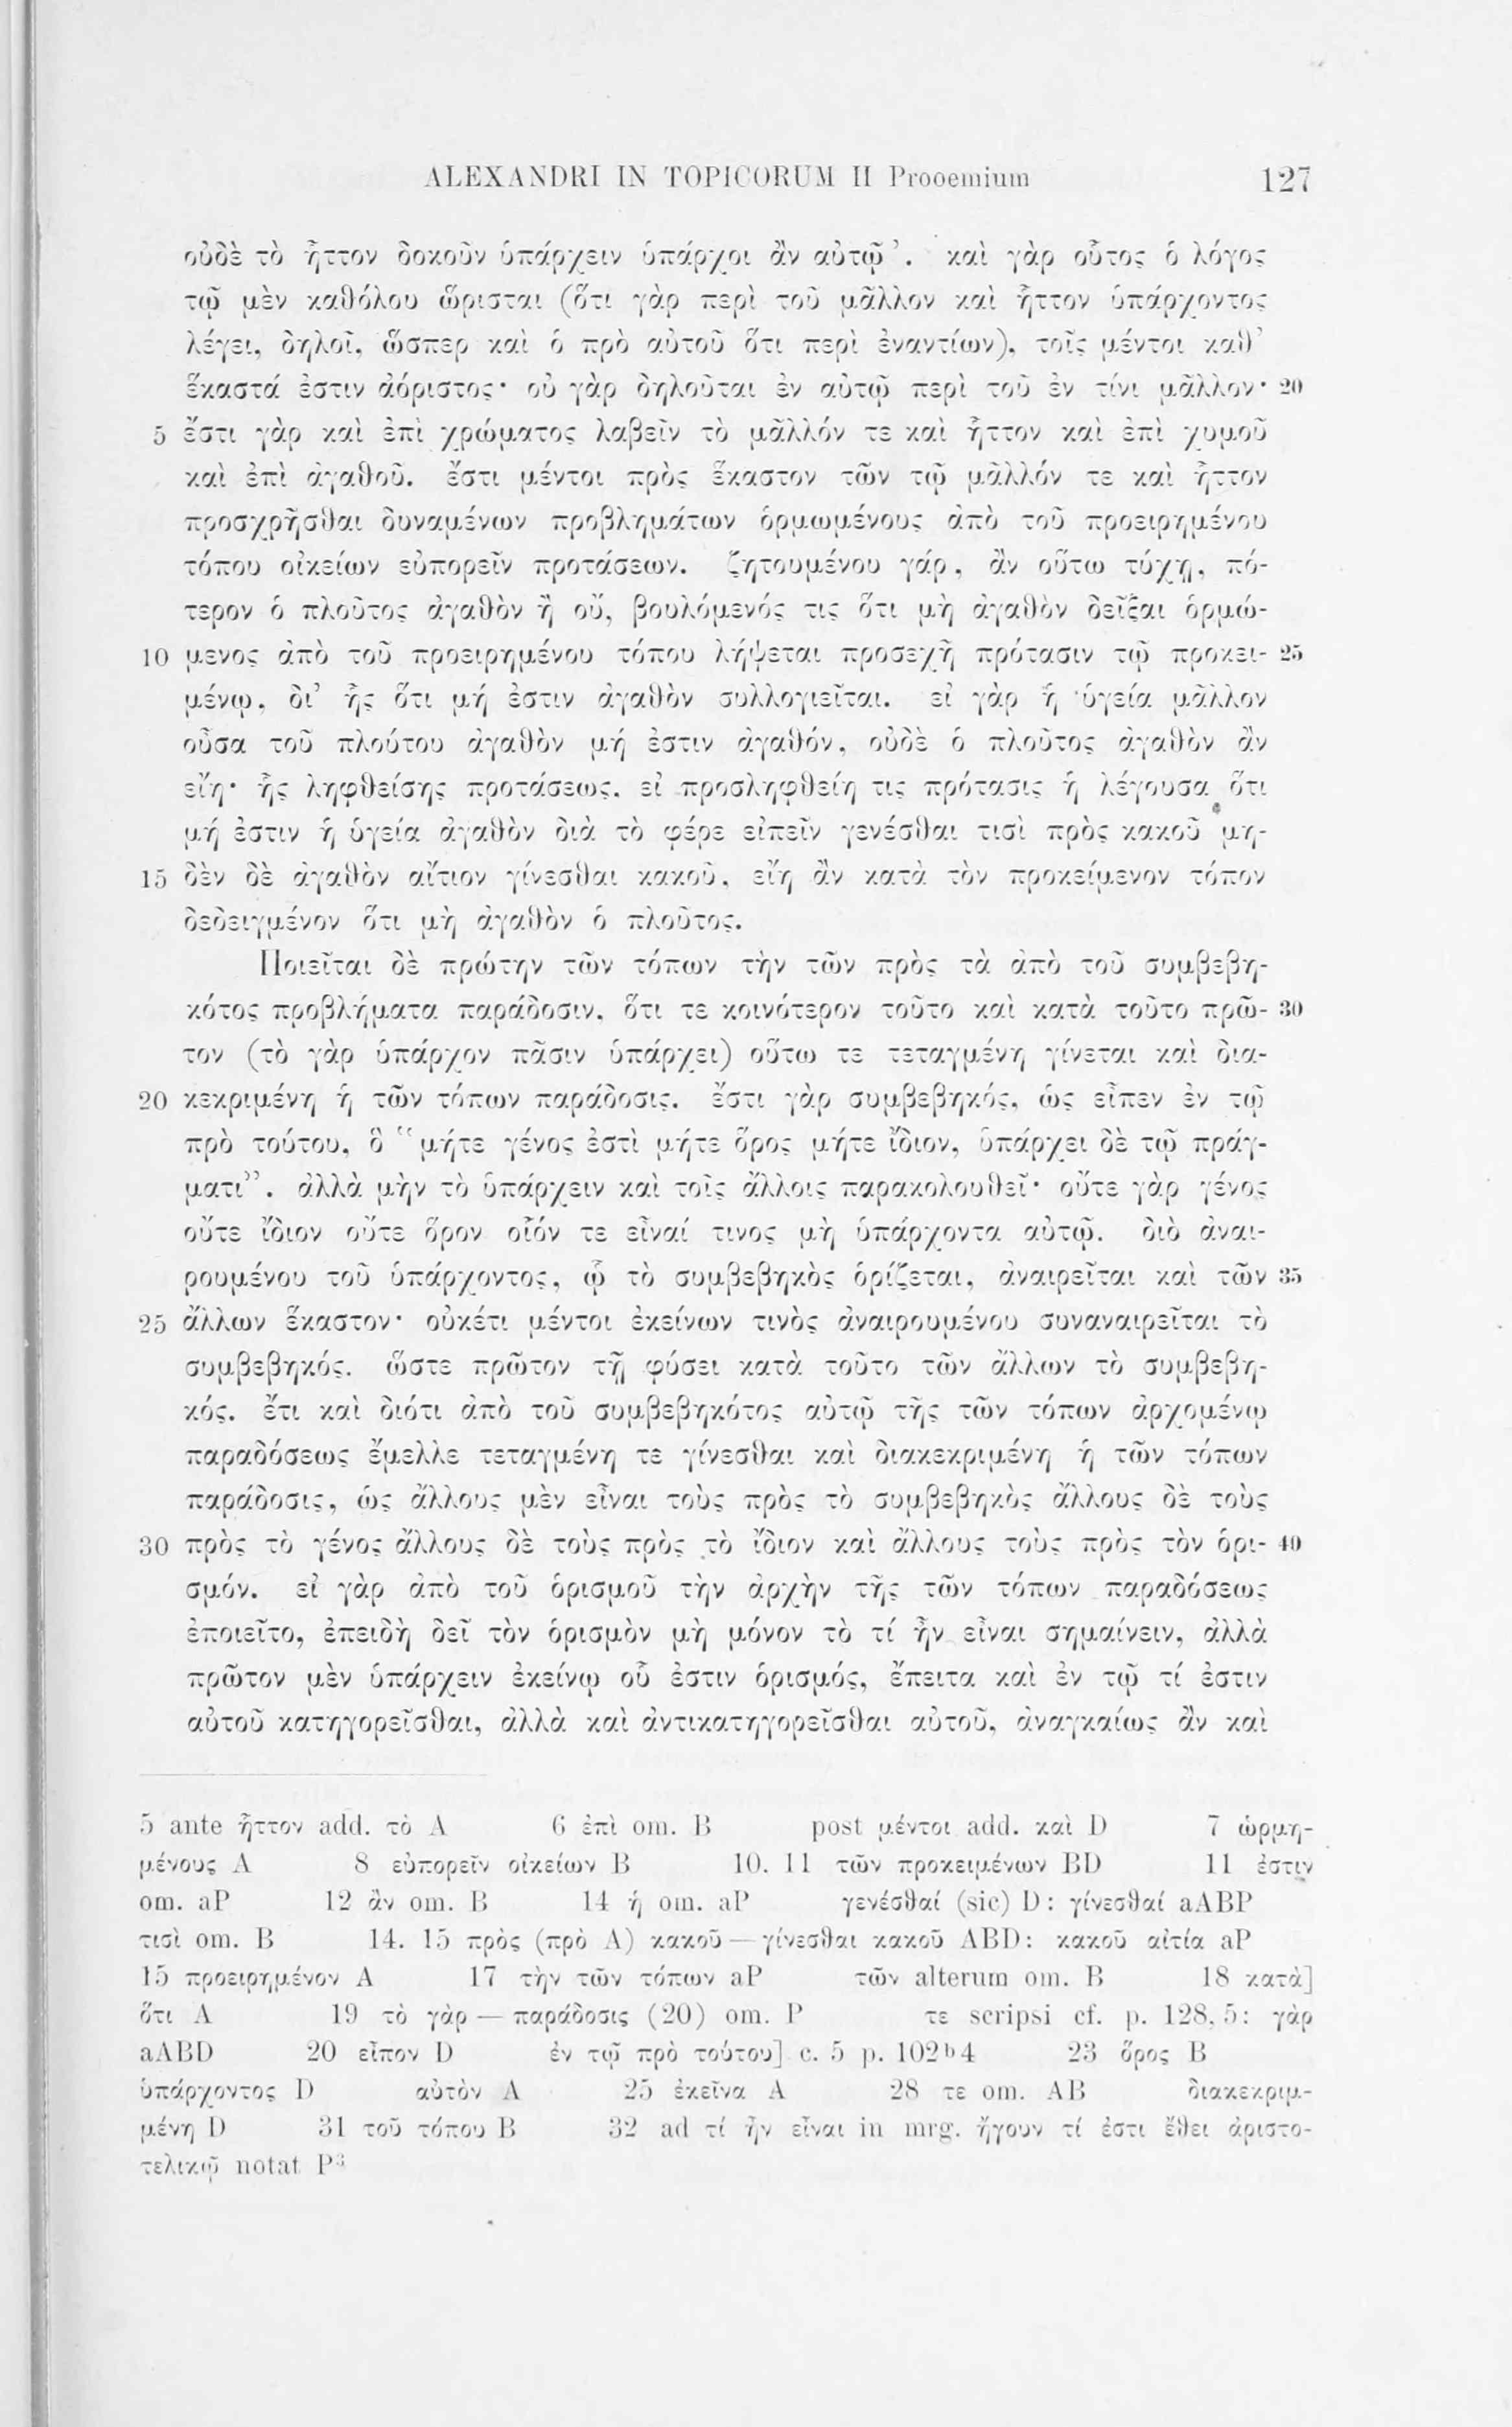 ALEXANDRI IN TOPICORUM II Prooemium 127
οὐδὲ τὸ ἧττον δοκοῦν ὑπάρχειν ὑπάρχοι ἂν αὐτῷ’. καὶ γὰρ οὗτος ὁ λόγος
τῷ μὲν καθόλου ὥρισται (ὅτι γὰρ περὶ τοῦ μᾶλλον καὶ ἧττον ὑπάρχοντος
λέγει, δηλοῖ, ὥσπερ καὶ ὁ πρὸ αὐτοῦ ὅτι περὶ ἐναντίων), τοῖς μέντοι καθ’
ἕκαστά ἐστιν ἀόριστος· οὐ γὰρ δηλοῦται ἐν αὐτῷ περὶ τοῦ ἐν τίνι μᾶλλον· 20
5 ἔστι γὰρ καὶ ἐπὶ χρώματος λαβεῖν τὸ μᾶλλόν τε καὶ ἧττον καὶ ἐπὶ χυμοῦ
καὶ ἐπὶ ἀγαθοῦ. ἔστι μέντοι πρὸς ἕκαστον τῶν τῷ μᾶλλόν τε καὶ ἧττον
προσχρῆσθαι δυναμένων προβλημάτων ὁρμωμένους ἀπὸ τοῦ προειρημένου
τόπου οἰκείων εὐπορεῖν προτάσεων. ζητουμένου γάρ, ἂν οὕτω τύχῃ, πό-
τερον ὁ πλοῦτος ἀγαθὸν ἢ οὔ, βουλόμενός τις ὅτι μὴ ἀγαθὸν δεῖξαι ὁρμώ-
10 μενος ἀπὸ τοῦ προειρημένου τόπου λήψεται προσεχῆ πρότασιν τῷ προκει- 25
μένῳ, δι’ ἧς ὅτι μή ἐστιν ἀγαθὸν συλλογιεῖται. εἰ γὰρ ἡ ὑγεία μᾶλλον
οὖσα τοῦ πλούτου ἀγαθὸν μή ἐστιν ἀγαθόν, οὐδὲ ὁ πλοῦτος ἀγαθὸν ἂν
εἴη· ἧς ληφθείσης προτάσεως, εἰ προσληφθείη τις πρότασις ἡ λέγουσα ὅτι
μή ἐστιν ἡ ὑγεία ἀγαθὸν διὰ τὸ φέρε εἰπεῖν γενέσθαι τισὶ πρὸς κακοῦ μη-
15 δὲν δὲ ἀγαθὸν αἴτιον γίνεσθαι κακοῦ, εἴη ἂν κατὰ τὸν προκείμενον τόπον
δεδειγμένον ὅτι μὴ ἀγαθὸν ὁ πλοῦτος.
Ποιεῖται δὲ πρώτην τῶν τόπων τὴν τῶν πρὸς τὰ ἀπὸ τοῦ συμβεβη-
κότος προβλήματα παράδοσιν, ὅτι τε κοινότερον τοῦτο καὶ κατὰ τοῦτο πρῶ- 30
τον (τὸ γὰρ ὑπάρχον πᾶσιν ὑπάρχει) οὕτω τε τεταγμένη γίνεται καὶ δια-
20 κεκριμένη ἡ τῶν τόπων παράδοσις. ἔστι γὰρ συμβεβηκός, ὡς εἶπεν ἐν τῷ
πρὸ τούτου, ὃ “μήτε γένος ἐστὶ μήτε ὅρος μήτε ἴδιον, ὑπάρχει δὲ τῷ πράγ-
ματι”. ἀλλὰ μὴν τὸ ὑπάρχειν καὶ τοῖς ἄλλοις παρακολουθεῖ· οὔτε γὰρ γένος
οὔτε ἴδιον οὔτε ὅρον οἷόν τε εἶναί τινος μὴ ὑπάρχοντα αὐτῷ. διὸ ἀναι-
ρουμένου τοῦ ὑπάρχοντος, ᾧ τὸ συμβεβηκὸς ὁρίζεται, ἀναιρεῖται καὶ τῶν 35
25 ἄλλων ἕκαστον· οὐκέτι μέντοι ἐκείνων τινὸς ἀναιρουμένου συναναιρεῖται τὸ
συμβεβηκός. ὥστε πρῶτον τῇ φύσει κατὰ τοῦτο τῶν ἄλλων τὸ συμβεβη-
κός. ἔτι καὶ διότι ἀπὸ τοῦ συμβεβηκότος αὐτῷ τῆς τῶν τόπων ἀρχομένῳ
παραδόσεως ἔμελλε τεταγμένη τε γίνεσθαι καὶ διακεκριμένη ἡ τῶν τόπων
παράδοσις, ὡς ἄλλους μὲν εἶναι τοὺς πρὸς τὸ συμβεβηκὸς ἄλλους δὲ τοὺς
30 πρὸς τὸ γένος ἄλλους δὲ τοὺς πρὸς τὸ ἴδιον καὶ ἄλλους τοὺς πρὸς τὸν ὁρι- 40
σμόν. εἰ γὰρ ἀπὸ τοῦ ὁρισμοῦ τὴν ἀρχὴν τῆς τῶν τόπων παραδόσεως
ἐποιεῖτο, ἐπειδὴ δεῖ τὸν ὁρισμὸν μὴ μόνον τὸ τί ἦν εἶναι σημαίνειν, ἀλλὰ
πρῶτον μὲν ὑπάρχειν ἐκείνῳ οὗ ἐστιν ὁρισμός, ἔπειτα καὶ ἐν τῷ τί ἐστιν
αὐτοῦ κατηγορεῖσθαι, ἀλλὰ καὶ ἀντικατηγορεῖσθαι αὐτοῦ, ἀναγκαίως ἂν καὶ
5 ante ἧττον add. τὸ A 6 ἐπὶ om. B post μέντοι add. καὶ D 7 ὡρμη-
μένους A 8 εὐπορεῖν οἰκείων B 10. 11 τῶν προκειμένων BD 11 ἐστιν
om. aP 12 ἂν om. B 14 ἡ om. aP γενέσθαί (sic) D: γίνεσθαί aABP
τισὶ om. B 14. 15 πρὸς (πρὸ A) κακοῦ — γίνεσθαι κακοῦ ABD: κακοῦ αἰτία aP
15 προειρημένον A 17 τὴν τῶν τόπων aP τῶν alterum om. B 18 κατὰ]
ὅτι A 19 τὸ γὰρ — παράδοσις (20) om. P τε scripsi cf. p. 128, 5: γὰρ
aABD 20 εἶπον D ἐν τῷ πρὸ τούτου] c. 5 p. 102ᵇ4 23 ὅρος B
ὑπάρχοντος D αὐτὸν A 25 ἐκεῖνα A 28 τε om. AB διακεκριμ-
μένη D 31 τοῦ τόπου B 32 ad τί ἦν εἶναι in mrg. ἤγουν τί ἐστι ἔθει ἀριστο-
τελικῷ notat P³